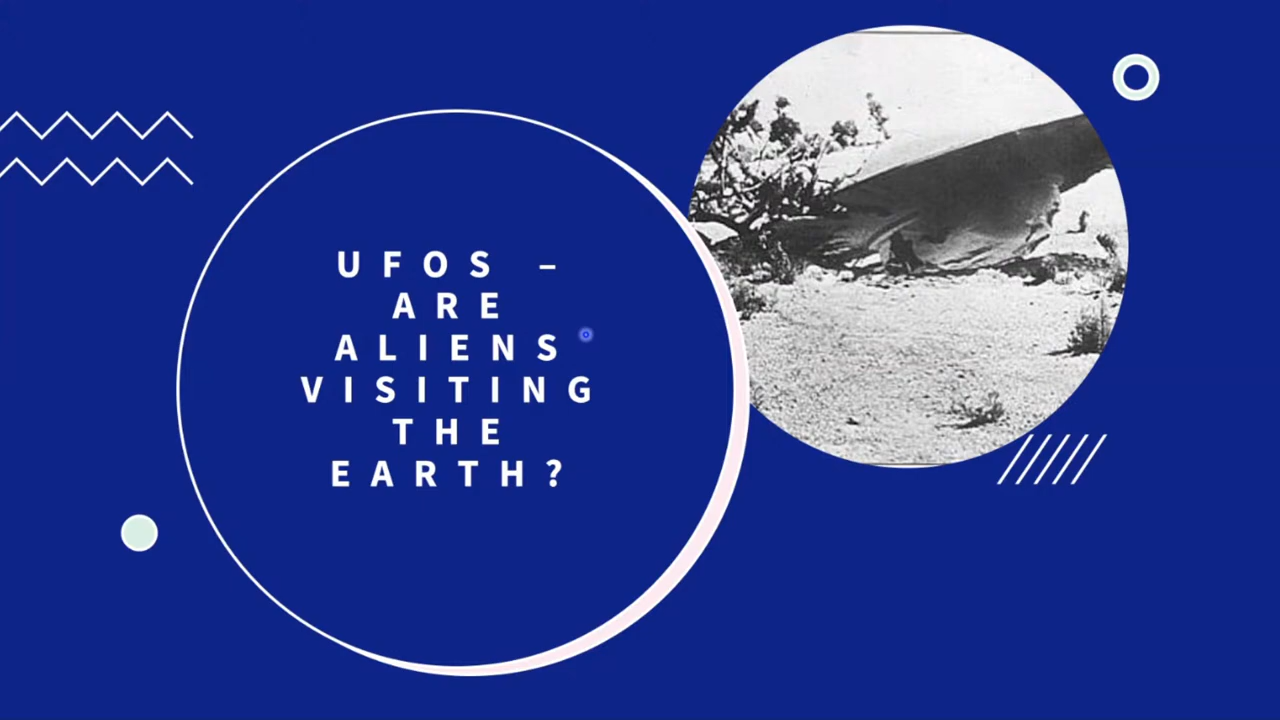 UFOS –
ARE
ALIENS
VISITING
THE
EARTH?